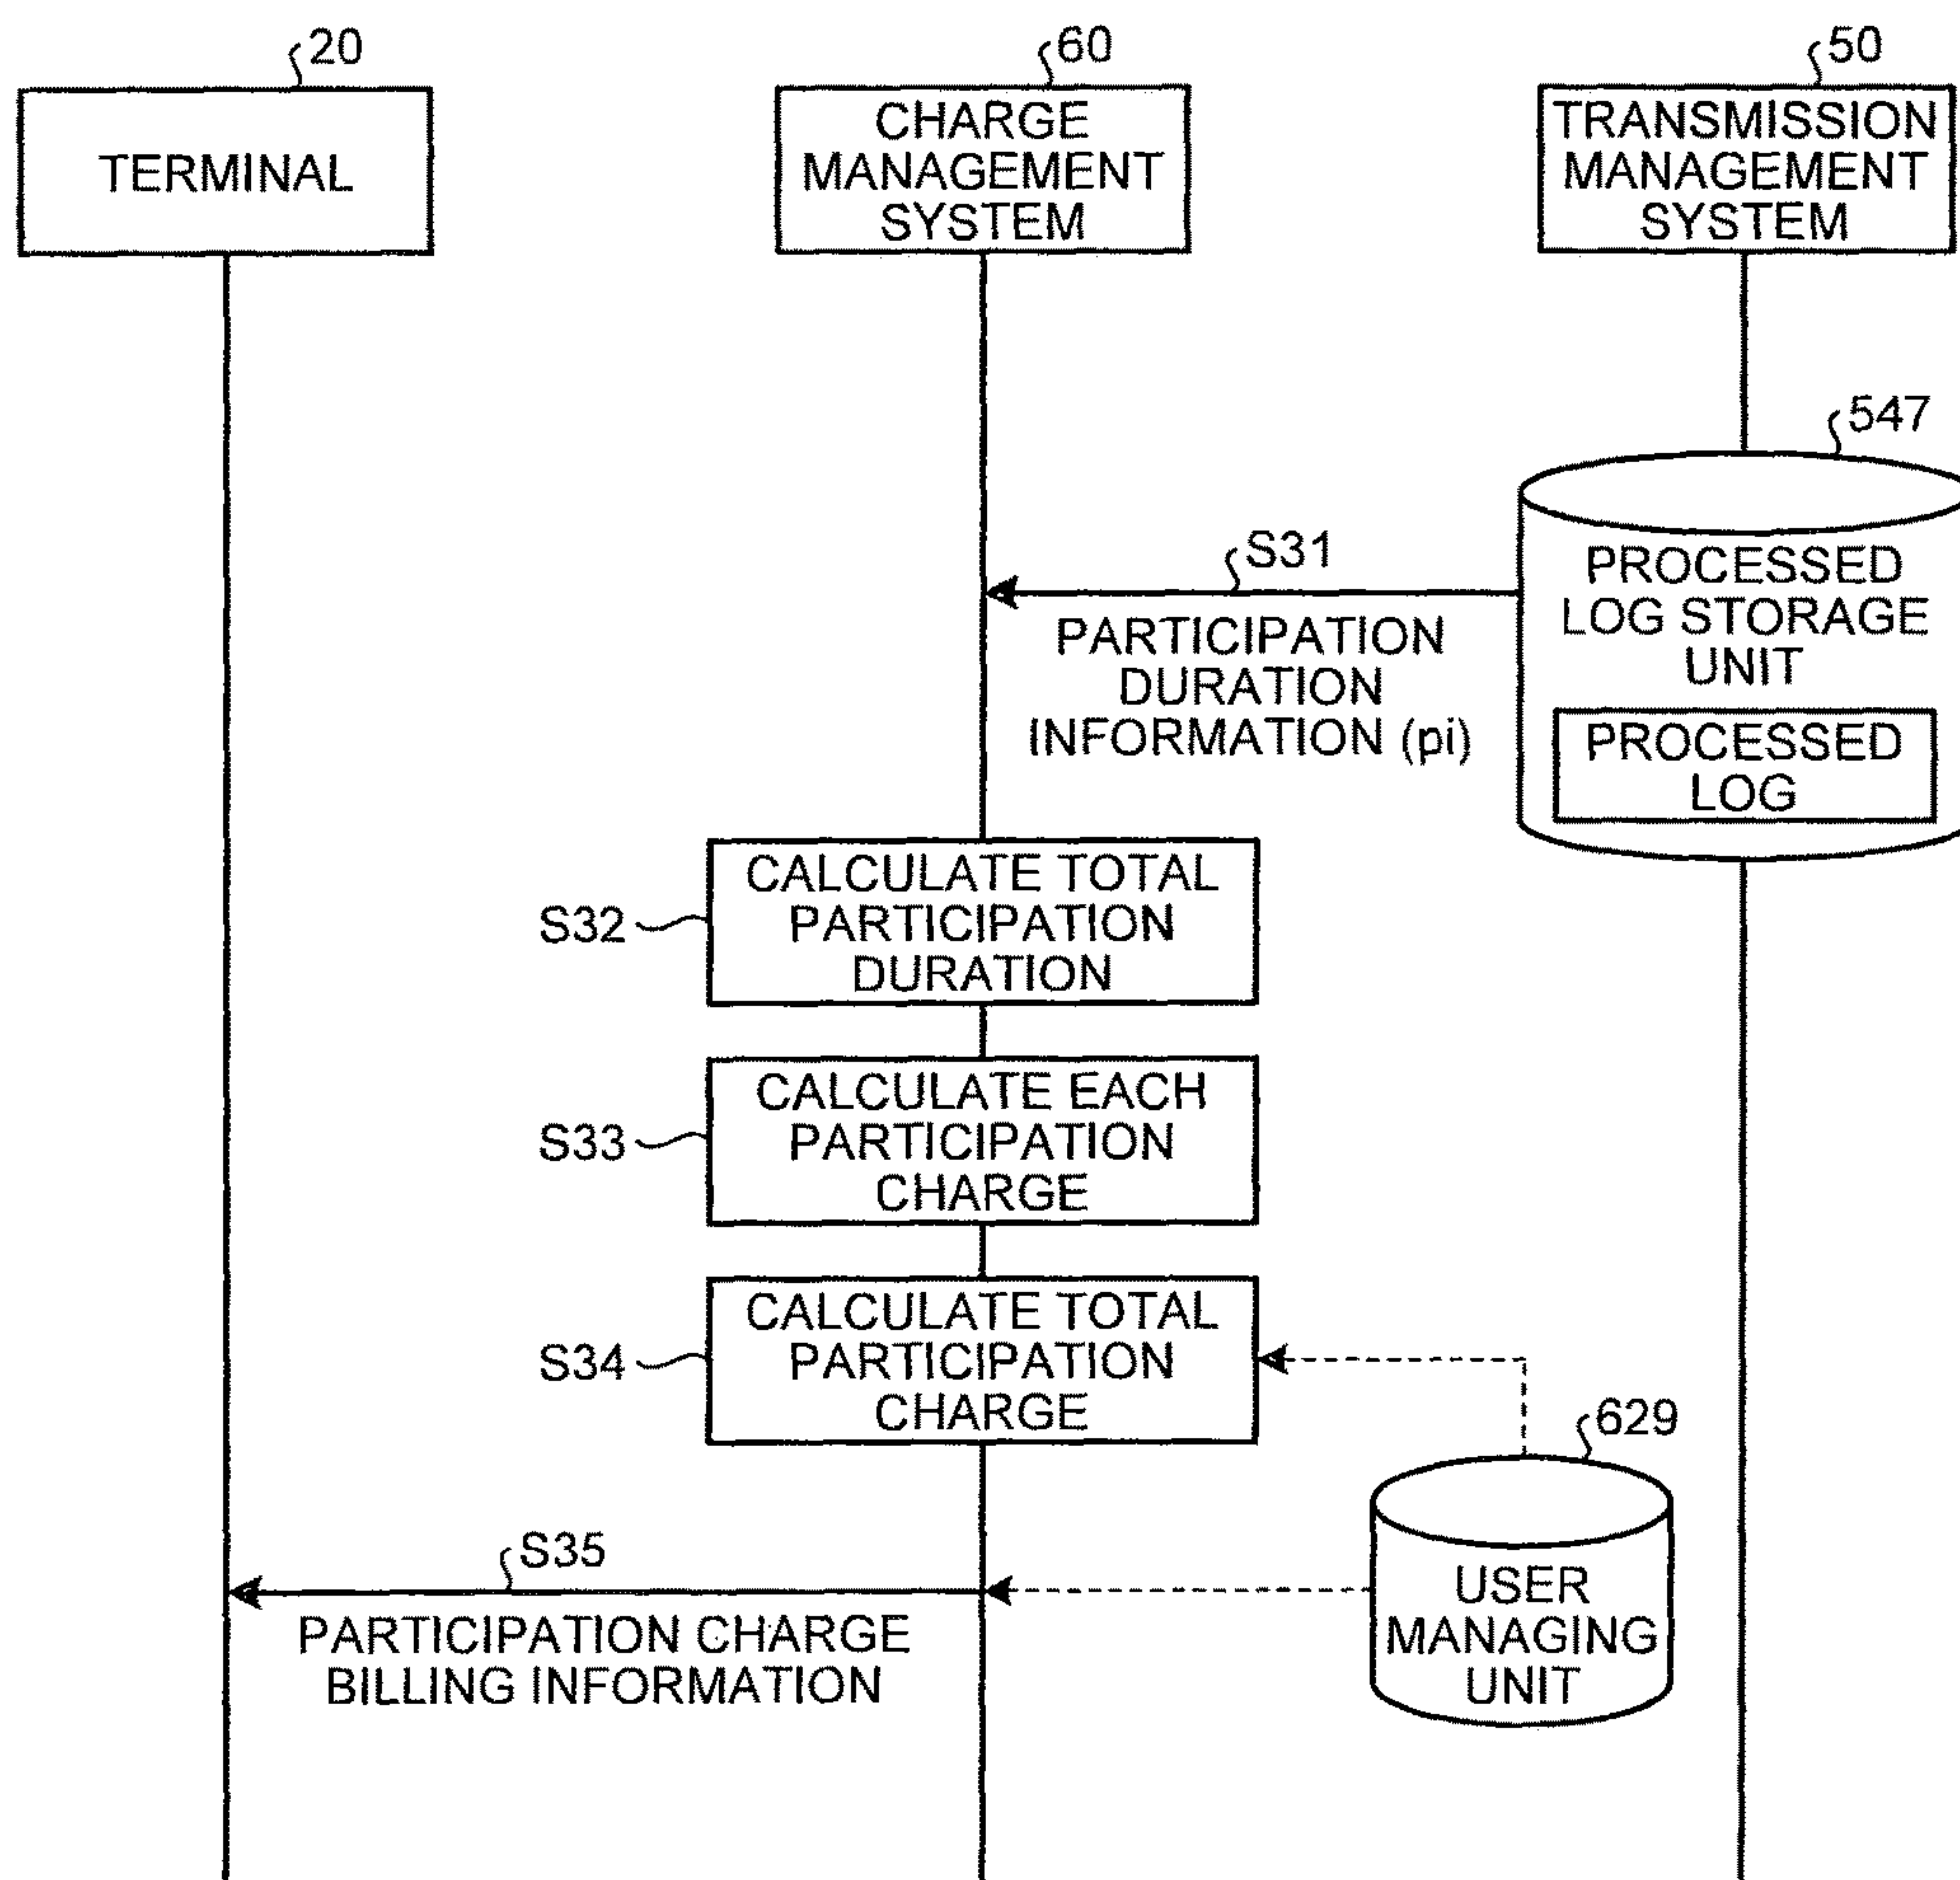 20
60
50
TERMINAL
CHARGE
MANAGEMENT
SYSTEM
TRANSMISSION
MANAGEMENT
SYSTEM
547
PROCESSED
LOG STORAGE
UNIT
PROCESSED
LOG
S31
PARTICIPATION
DURATION
INFORMATION (pi)
S32
CALCULATE TOTAL
PARTICIPATION
DURATION
S33
CALCULATE EACH
PARTICIPATION
CHARGE
S34
CALCULATE TOTAL
PARTICIPATION
CHARGE
629
USER
MANAGING
UNIT
S35
PARTICIPATION CHARGE
BILLING INFORMATION